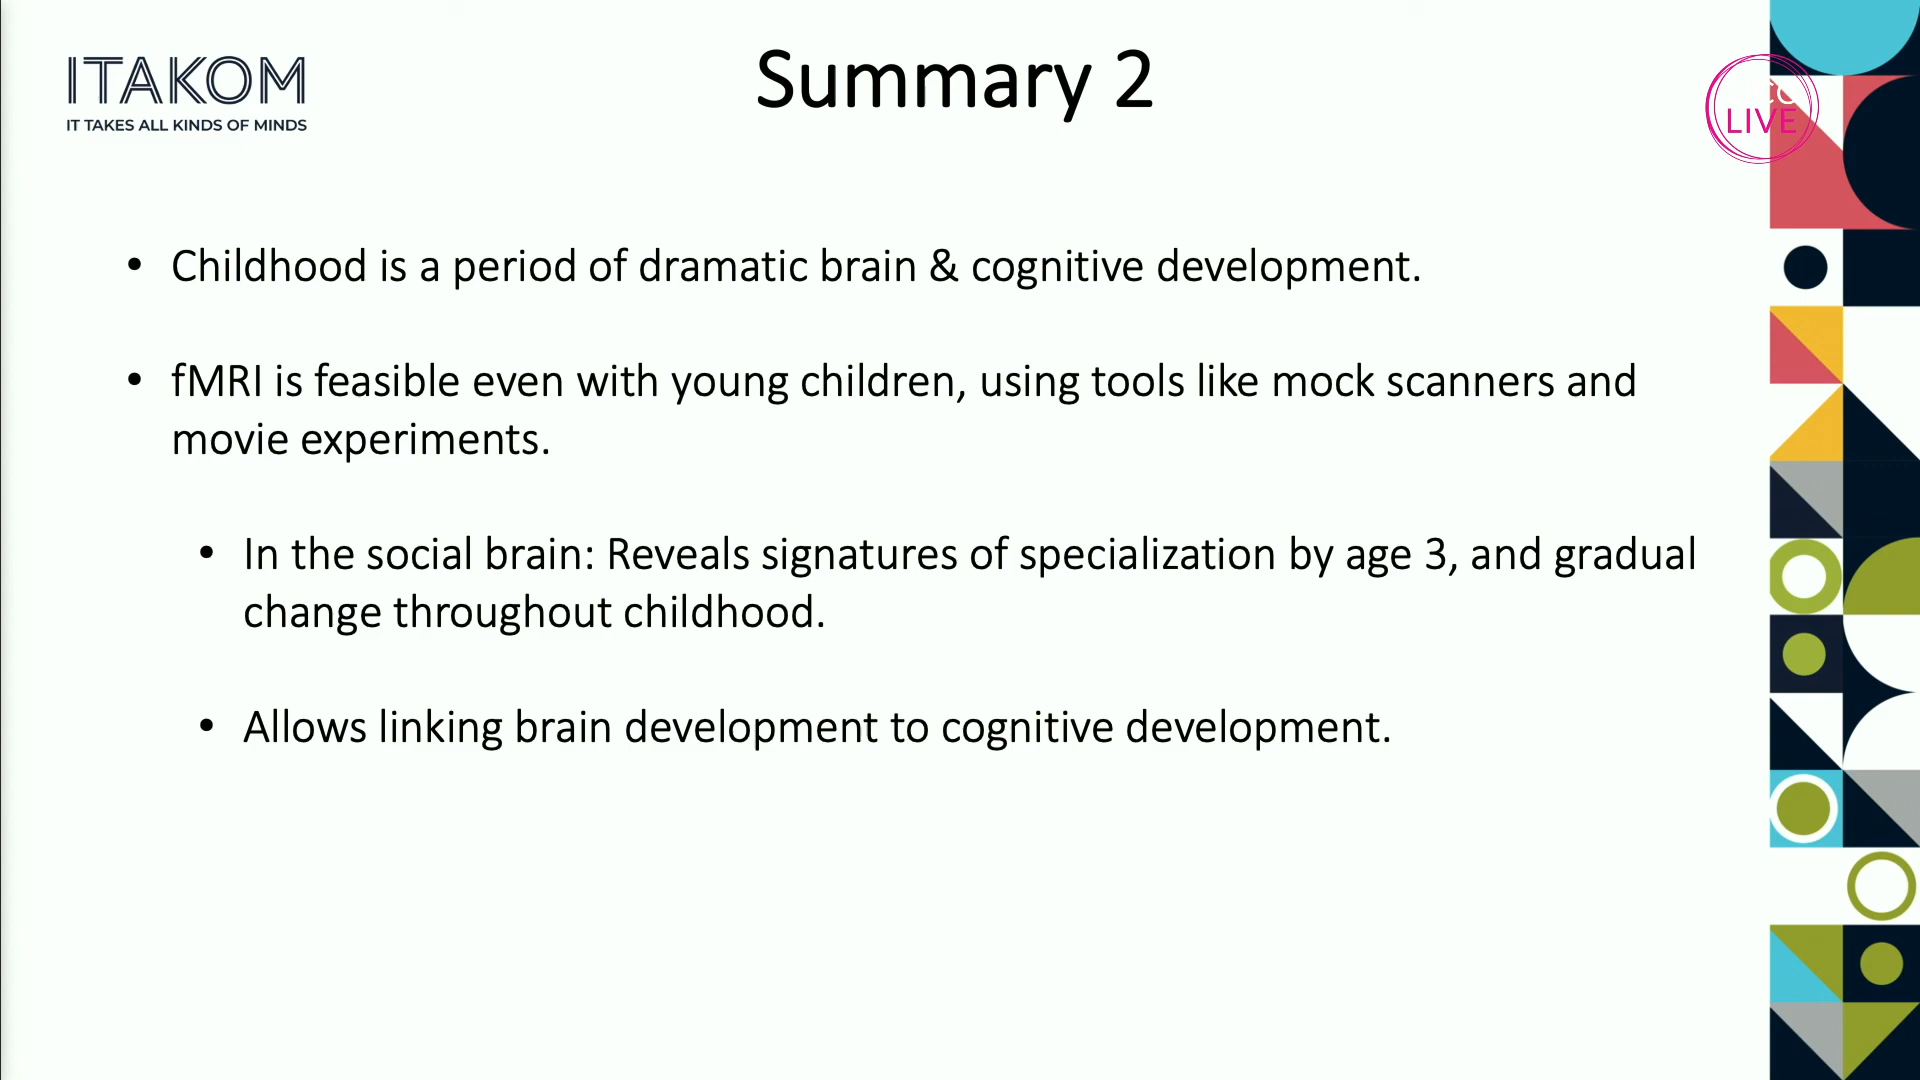 ITAKOM
IT TAKES ALL KINDS OF MINDS
Summary 2
LIVE
• Childhood is a period of dramatic brain & cognitive development.
• fMRI is feasible even with young children, using tools like mock scanners and
movie experiments.
• In the social brain: Reveals signatures of specialization by age 3, and gradual
change throughout childhood.
• Allows linking brain development to cognitive development.